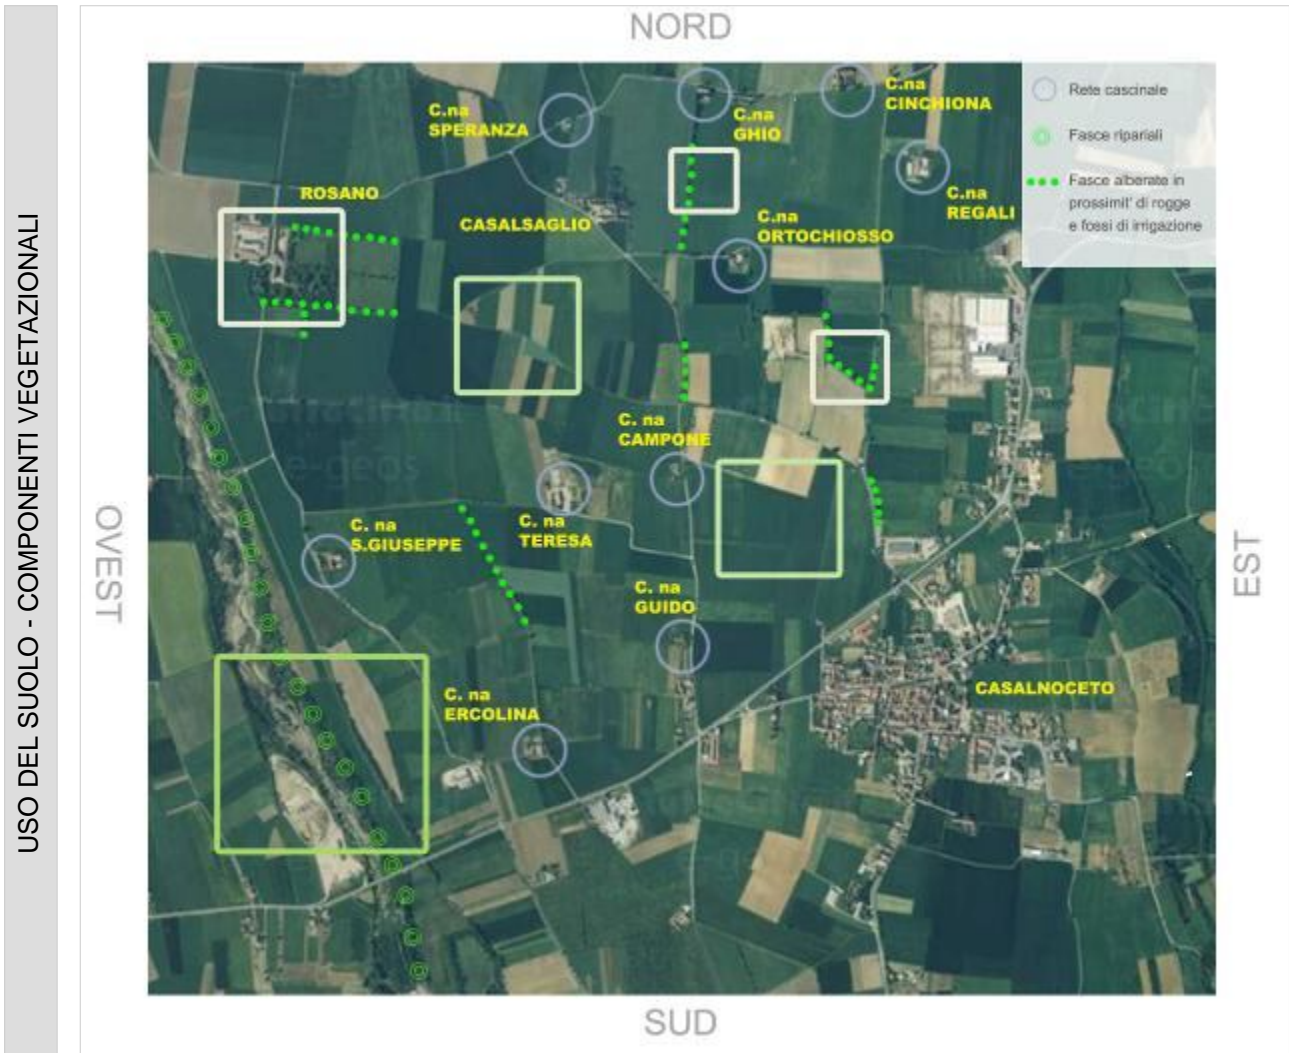 USO DEL SUOLO - COMPONENTI VEGETAZIONALI
NORD
C.na
SPERANZA
C.na
GHIO
C.na
CINCHIONA
Rete cascinale
Fasce ripariali
Fasce alberate in
prossimit' di rogge
e fossi di irrigazione
ROSANO
CASALSAGLIO
C.na
ORTOCHIOSSO
C.na
REGALI
C. na
CAMPONE
e-geos
OVEST
C. na
S.GIUSEPPE
C. na
TERESA
EST
C. na
GUIDO
C. na
ERCOLINA
CASALNOCETO
SUD